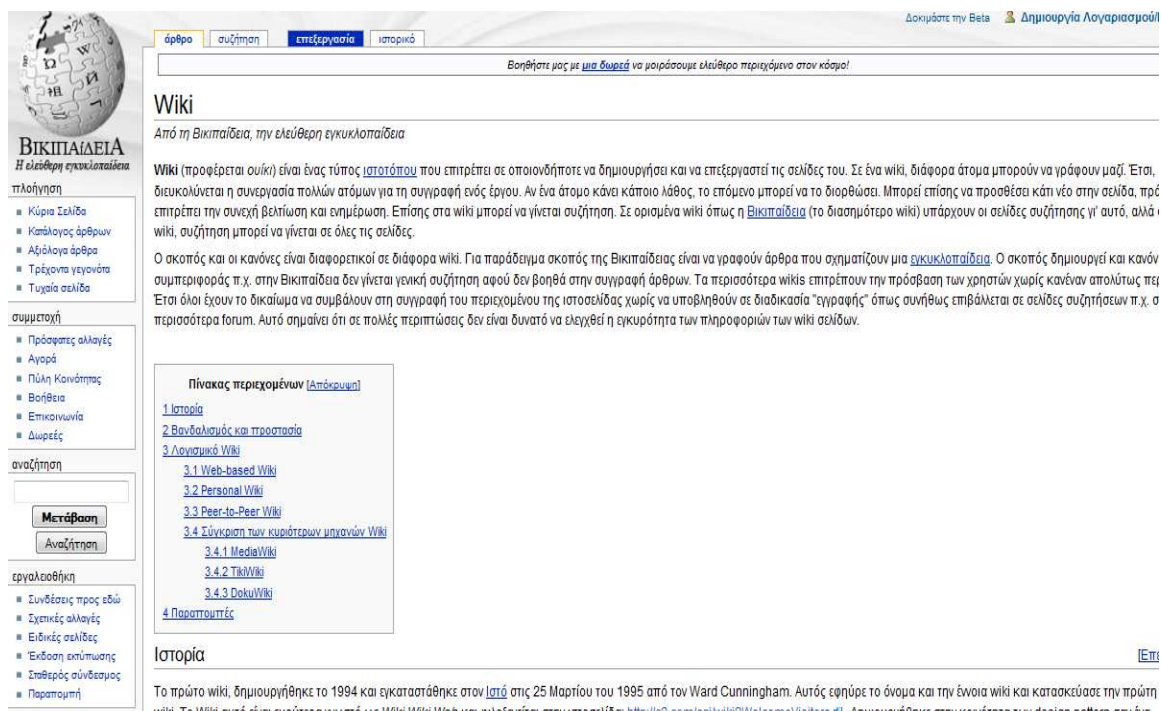 Δοκιμάστε την Beta Δημιουργία Λογαριασμού/
άρθρο συζήτηση επεξεργασία ιστορικό
Βοηθήστε μας με μια δωρεά να μοιράσουμε ελεύθερο περιεχόμενο στον κόσμο!
ΒΙΚΙΠΑίΔΕΙΑ
Η ελεύθερη εγκυκλοπαίδεια
πλοήγηση
Κύρια Σελίδα
Κατάλογος άρθρων
Αξιόλογα άρθρα
Τρέχοντα γεγονότα
Τυχαία σελίδα
συμμετοχή
Πρόσφατες αλλαγές
Αγορά
Πύλη Κοινότητας
Βοήθεια
Επικοινωνία
Δωρεές
αναζήτηση
Μετάβαση
Αναζήτηση
εργαλειοθήκη
Συνδέσεις προς εδώ
Σχετικές αλλαγές
Ειδικές σελίδες
Έκδοση εκτύπωσης
Σταθερός σύνδεσμος
Παραπομπή
Wiki
Από τη Βικιπαίδεια, την ελεύθερη εγκυκλοπαίδεια
Wiki (προφέρεται ουίκι) είναι ένας τύπος ιστοτόπου που επιτρέπει σε οποιονδήποτε να δημιουργήσει και να επεξεργαστεί τις σελίδες του. Σε ένα wiki, διάφορα άτομα μπορούν να γράφουν μαζί. Έτσι,
διευκολύνεται η συνεργασία πολλών ατόμων για τη συγγραφή ενός έργου. Αν ένα άτομο κάνει κάποιο λάθος, το επόμενο μπορεί να το διορθώσει. Μπορεί επίσης να προσθέσει κάτι νέο στην σελίδα, πρά
επιτρέπει την συνεχή βελτίωση και ενημέρωση. Επίσης στα wiki μπορεί να γίνεται συζήτηση. Σε ορισμένα wiki όπως η Βικιπαίδεια (το διασημότερο wiki) υπάρχουν οι σελίδες συζήτησης γι' αυτό, αλλά
wiki, συζήτηση μπορεί να γίνεται σε όλες τις σελίδες.
Ο σκοπός και οι κανόνες είναι διαφορετικοί σε διάφορα wiki. Για παράδειγμα σκοπός της Βικιπαίδειας είναι να γραφούν άρθρα που σχηματίζουν μια εγκυκλοπαίδεια. Ο σκοπός δημιουργεί και κανόν
συμπεριφοράς π.χ. στην Βικιπαίδεια δεν γίνεται γενική συζήτηση αφού δεν βοηθά στην συγγραφή άρθρων. Τα περισσότερα wikis επιτρέπουν την πρόσβαση των χρηστών χωρίς κανέναν απολύτως περ
Έτσι όλοι έχουν το δικαίωμα να συμβάλουν στη συγγραφή του περιεχομένου της ιστοσελίδας χωρίς να υποβληθούν σε διαδικασία "εγγραφής" όπως συνήθως επιβάλλεται σε σελίδες συζητήσεων π.χ. σ
περισσότερα forum. Αυτό σημαίνει ότι σε πολλές περιπτώσεις δεν είναι δυνατό να ελεγχθεί η εγκυρότητα των πληροφοριών των wiki σελίδων.
Πίνακας περιεχομένων [Απόκρυψη]
1 Ιστορία
2 Βανδαλισμός και προστασία
3 Λογισμικό Wiki
3.1 Web-based Wiki
3.2 Personal Wiki
3.3 Peer-to-Peer Wiki
3.4 Σύγκριση των κυριότερων μηχανών Wiki
3.4.1 MediaWiki
3.4.2 TikiWiki
3.4.3 DokuWiki
4 Παραπομπές
Ιστορία [Επε
Το πρώτο wiki, δημιουργήθηκε το 1994 και εγκαταστάθηκε στον Ιστό στις 25 Μαρτίου του 1995 από τον Ward Cunningham. Αυτός εφηύρε το όνομα και την έννοια wiki και κατασκεύασε την πρώτη